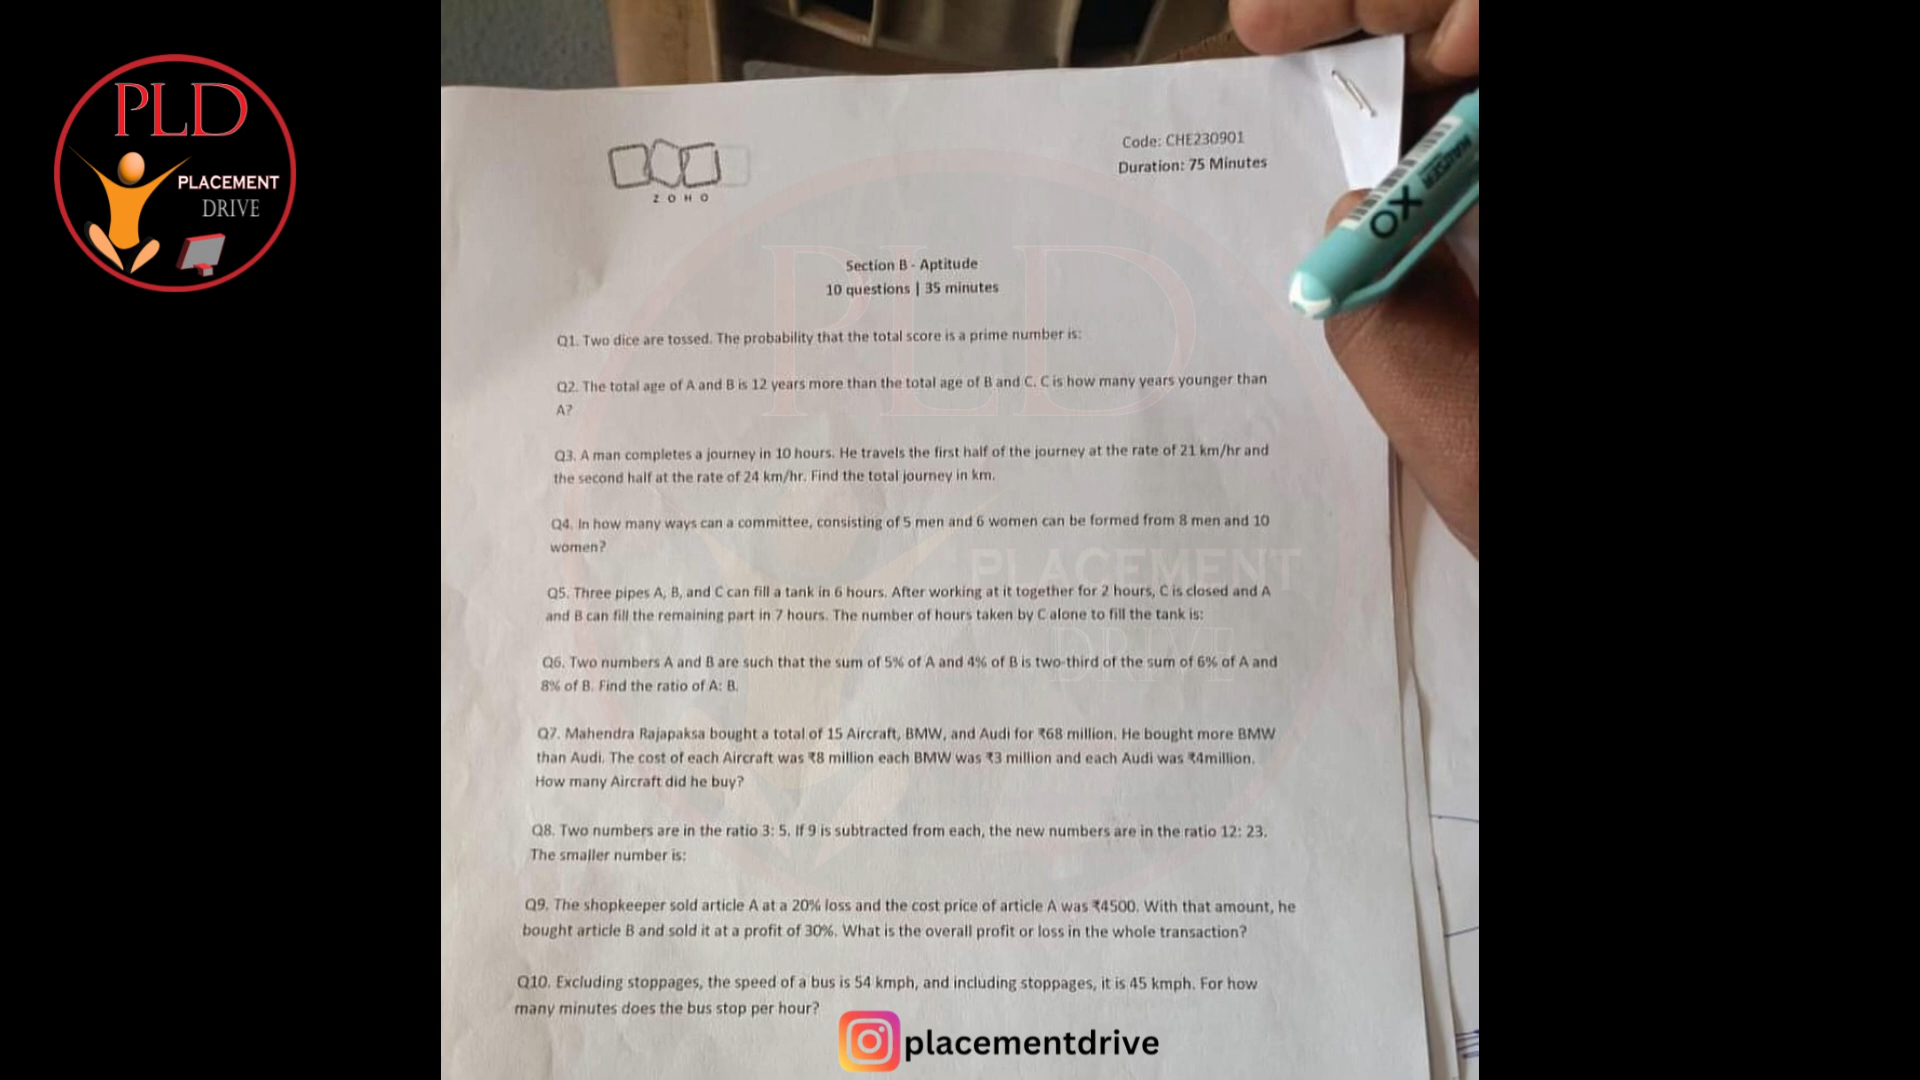 PLD
PLACEMENT
DRIVE
ZOHO
Code: CHE230901
Duration: 75 Minutes
Section B - Aptitude
10 questions | 35 minutes
Q1. Two dice are tossed. The probability that the total score is a prime number is:
Q2. The total age of A and B is 12 years more than the total age of B and C. C is how many years younger than
A?
Q3. A man completes a journey in 10 hours. He travels the first half of the journey at the rate of 21 km/hr and
the second half at the rate of 24 km/hr. Find the total journey in km.
Q4. In how many ways can a committee, consisting of 5 men and 6 women can be formed from 8 men and 10
women?
Q5. Three pipes A, B, and C can fill a tank in 6 hours. After working at it together for 2 hours, C is closed and A
and B can fill the remaining part in 7 hours. The number of hours taken by C alone to fill the tank is:
Q6. Two numbers A and B are such that the sum of 5% of A and 4% of B is two-third of the sum of 6% of A and
8% of B. Find the ratio of A: B.
Q7. Mahendra Rajapaksa bought a total of 15 Aircraft, BMW, and Audi for ₹68 million. He bought more BMW
than Audi. The cost of each Aircraft was ₹8 million each BMW was ₹3 million and each Audi was ₹4million.
How many Aircraft did he buy?
Q8. Two numbers are in the ratio 3: 5. If 9 is subtracted from each, the new numbers are in the ratio 12: 23.
The smaller number is:
Q9. The shopkeeper sold article A at a 20% loss and the cost price of article A was ₹4500. With that amount, he
bought article B and sold it at a profit of 30%. What is the overall profit or loss in the whole transaction?
Q10. Excluding stoppages, the speed of a bus is 54 kmph, and including stoppages, it is 45 kmph. For how
many minutes does the bus stop per hour?
PLD
PLACEMENT
DRIVE
OX
placementdrive